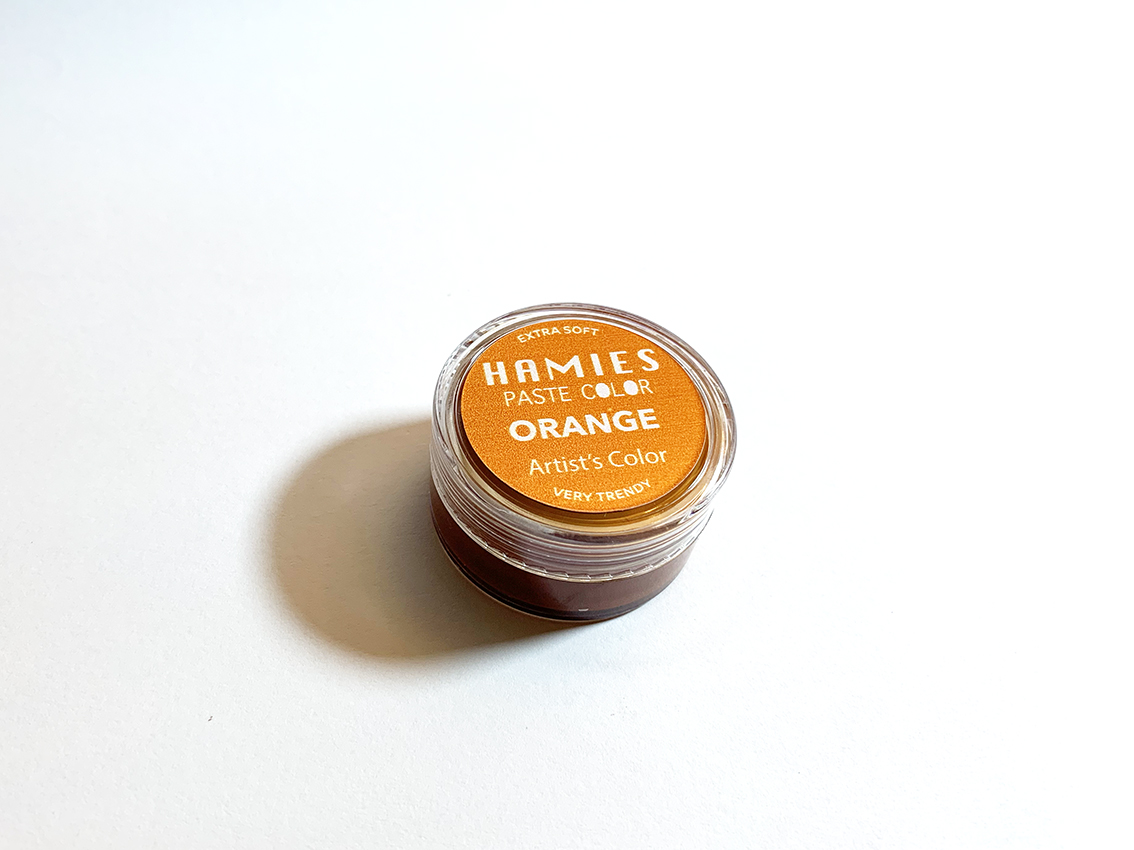 EXTRA SOFT
HAMIES
PASTE COLOR
ORANGE
Artist's Color
VERY TRENDY